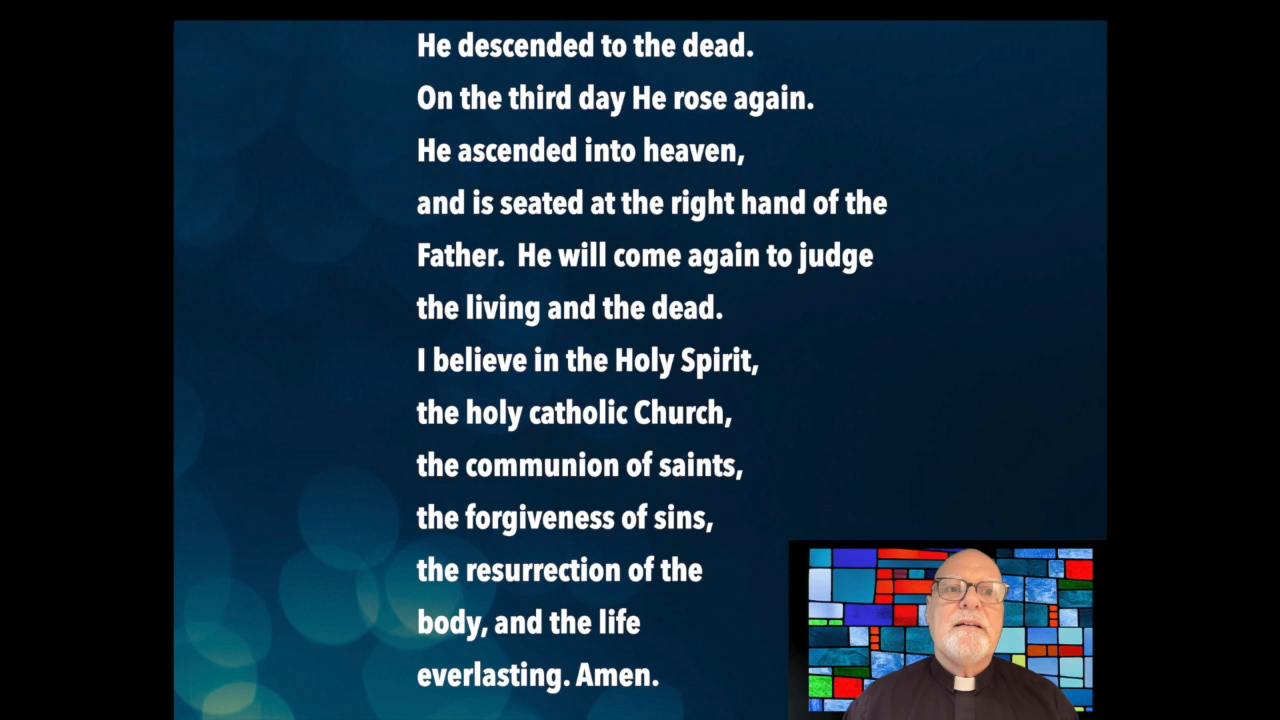 He descended to the dead.
On the third day He rose again.
He ascended into heaven,
and is seated at the right hand of the
Father.  He will come again to judge
the living and the dead.
I believe in the Holy Spirit,
the holy catholic Church,
the communion of saints,
the forgiveness of sins,
the resurrection of the
body, and the life
everlasting. Amen.